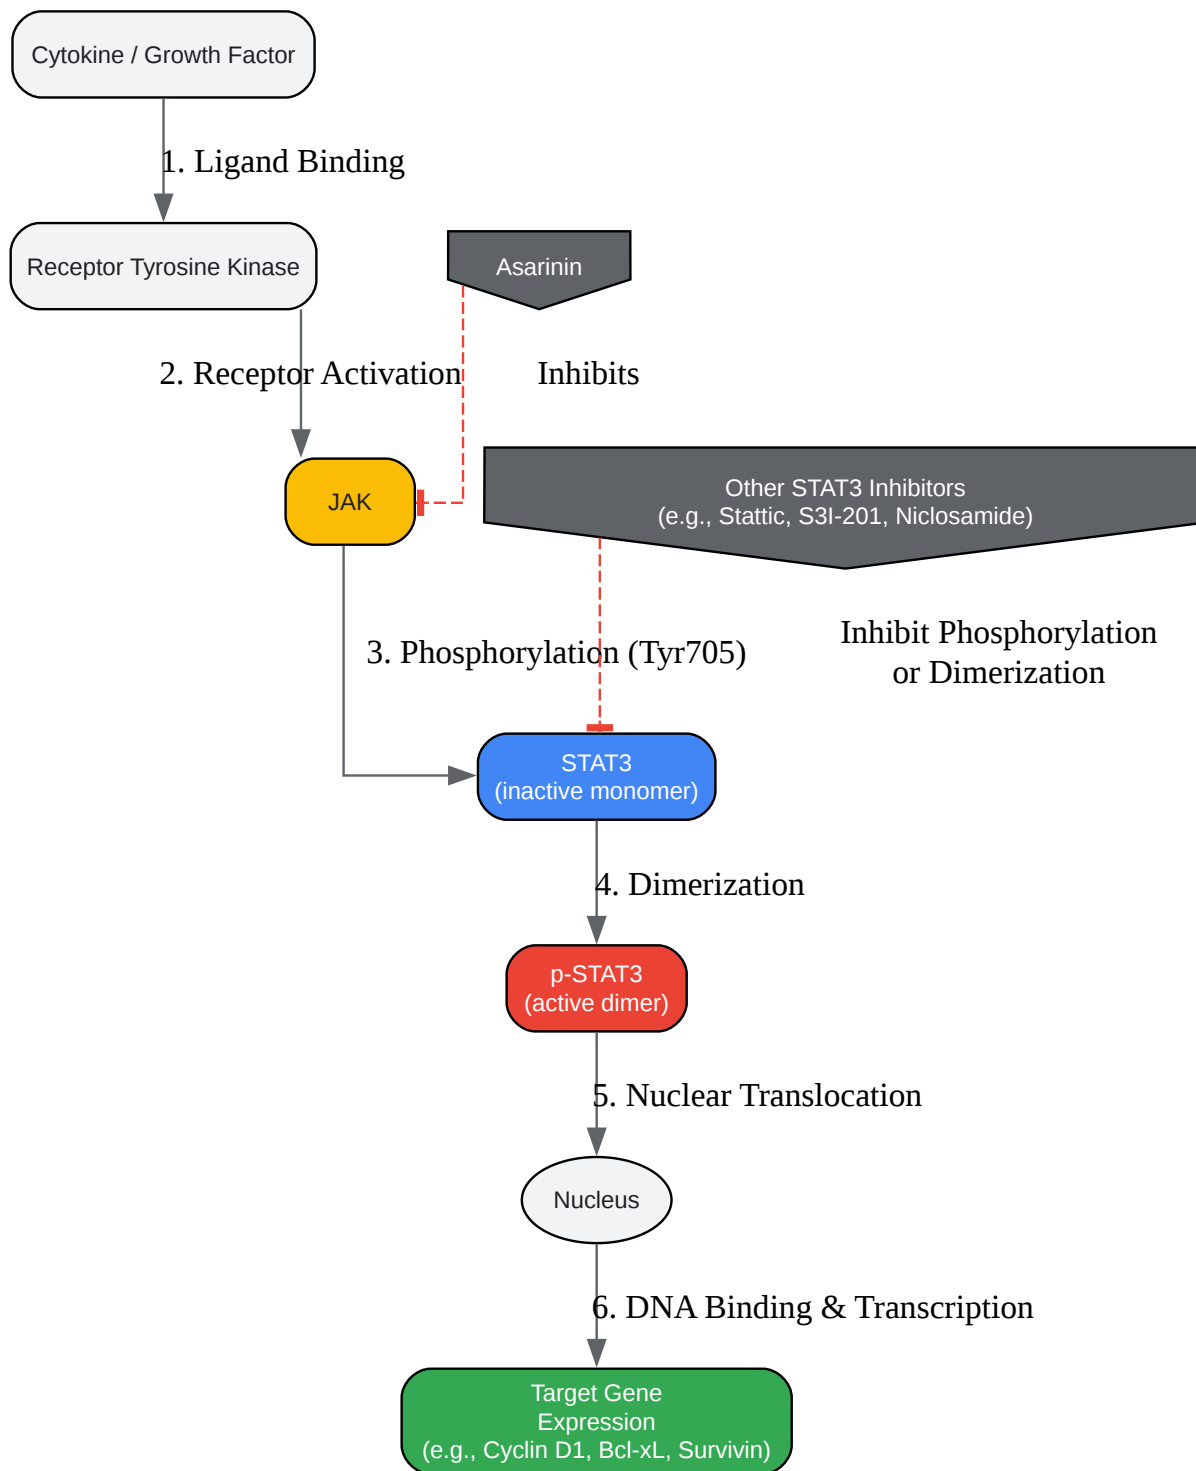 Cytokine / Growth Factor
1. Ligand Binding
Receptor Tyrosine Kinase
Asarinin
2. Receptor Activation
Inhibits
JAK
Other STAT3 Inhibitors
(e.g., Stattic, S3I-201, Niclosamide)
3. Phosphorylation (Tyr705)
Inhibit Phosphorylation
or Dimerization
STAT3
(inactive monomer)
4. Dimerization
p-STAT3
(active dimer)
5. Nuclear Translocation
Nucleus
6. DNA Binding & Transcription
Target Gene
Expression
(e.g., Cyclin D1, Bcl-xL, Survivin)